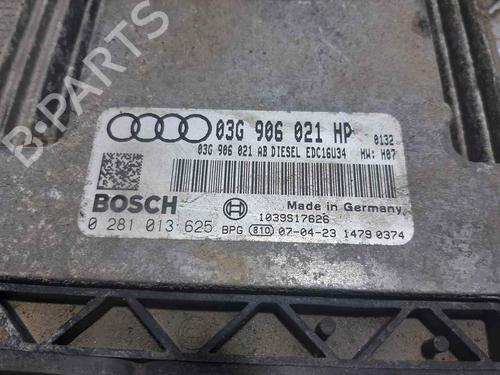 B-PARTS
03G 906 021 HP 0132
03G 906 021 AB DIESEL EDC16U34 HW: H07
BOSCH
Made in Germany
1039S17626
0 281 013 625 BPG 810 07-04-23 1479 0374